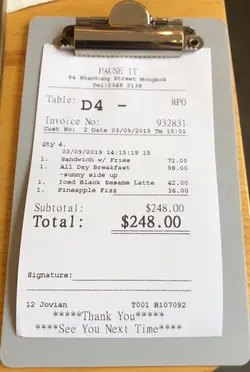 PAUSE IT
64 Shantung Street Mongkok
Tel:2348 2138
Table: D4 - RPO
Invoice No: 932831
Cust No: 2 Date 03/09/2019 Tm 15:01
Qty 4.
03/09/2019 14:15:19 15
1. Sandwich w/ Fries 72.00
1. All Day Breakfast 98.00
-sunny side up
1. Iced Black Sesame Latte 42.00
1. Pineapple Fizz 36.00
Subtotal: $248.00
Total: $248.00
Signature:
12 Jovian T001 R107092
*****Thank You*****
****See You Next Time****